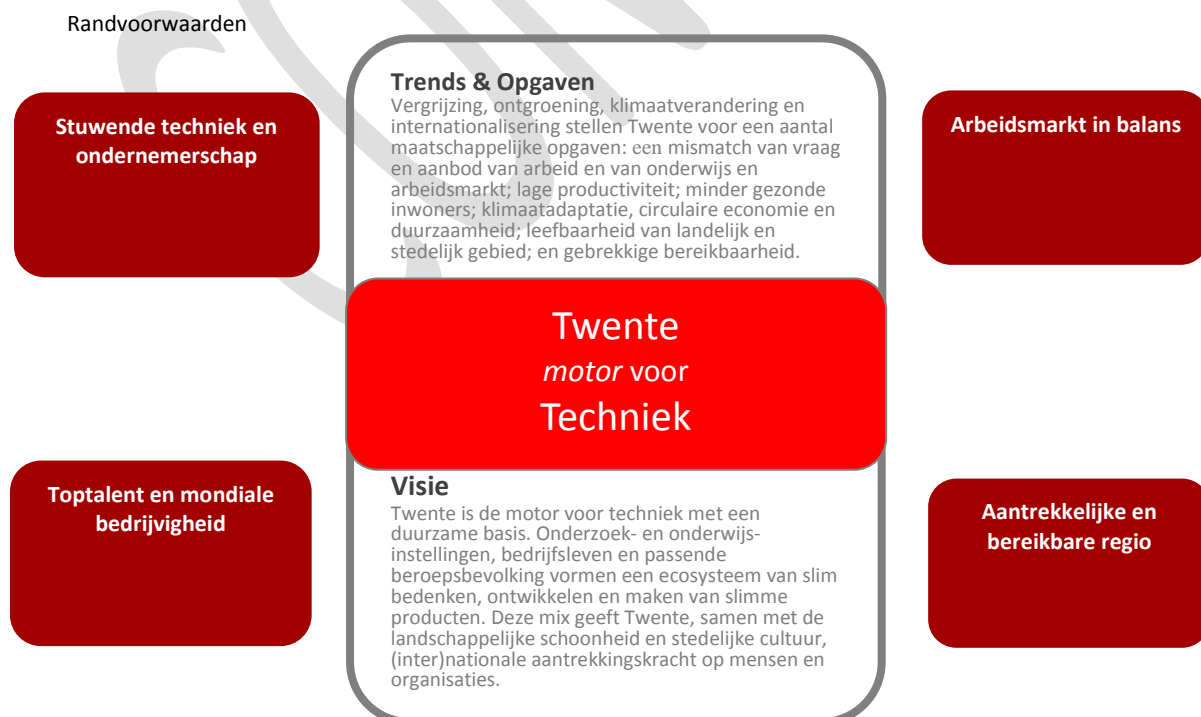 Randvoorwaarden
Stuwende techniek en
ondernemerschap
Trends & Opgaven
Vergrijzing, ontgroening, klimaatverandering en
internationalisering stellen Twente voor een aantal
maatschappelijke opgaven: een mismatch van vraag
en aanbod van arbeid en van onderwijs en
arbeidsmarkt; lage productiviteit; minder gezonde
inwoners; klimaatadaptatie, circulaire economie en
duurzaamheid; leefbaarheid van landelijk en
stedelijk gebied; en gebrekkige bereikbaarheid.
Arbeidsmarkt in balans
Twente
motor voor
Techniek
Toptalent en mondiale
bedrijvigheid
Visie
Twente is de motor voor techniek met een
duurzame basis. Onderzoek- en onderwijs-
instellingen, bedrijfsleven en passende
beroepsbevolking vormen een ecosysteem van slim
bedenken, ontwikkelen en maken van slimme
producten. Deze mix geeft Twente, samen met de
landschappelijke schoonheid en stedelijke cultuur,
(inter)nationale aantrekkingskracht op mensen en
organisaties.
Aantrekkelijke en
bereikbare regio